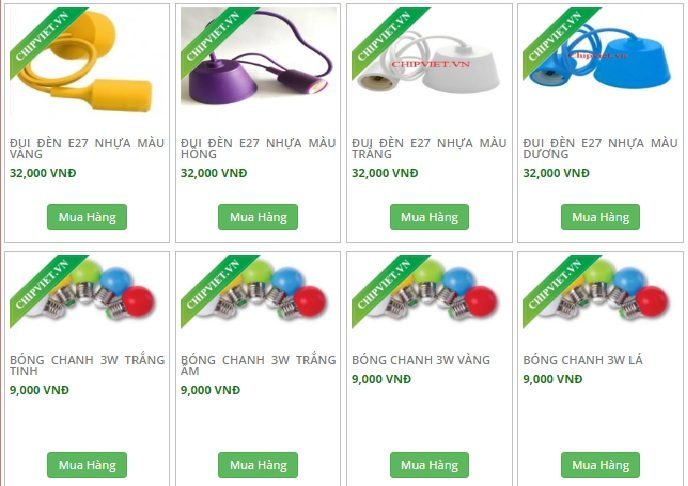 CHIPVIET.VN
CHIPVIET.VN
CHIPVIET.VN
CHIPVIET.VN
CHIPVIET.VN
Chipviet.vn
ĐUI ĐÈN E27 NHỰA MÀU
VÀNG
32,000 VNĐ
Mua Hàng
ĐUI ĐÈN E27 NHỰA MÀU
HỒNG
32,000 VNĐ
Mua Hàng
ĐUI ĐÈN E27 NHỰA MÀU
TRẮNG
32,000 VNĐ
Mua Hàng
ĐUI ĐÈN E27 NHỰA MÀU
DƯƠNG
32,000 VNĐ
Mua Hàng
CHIPVIET.VN
CHIPVIET.VN
CHIPVIET.VN
CHIPVIET.VN
BÓNG CHANH 3W TRẮNG
TINH
9,000 VNĐ
Mua Hàng
BÓNG CHANH 3W TRẮNG
ẤM
9,000 VNĐ
Mua Hàng
BÓNG CHANH 3W VÀNG
9,000 VNĐ
Mua Hàng
BÓNG CHANH 3W LÁ
9,000 VNĐ
Mua Hàng